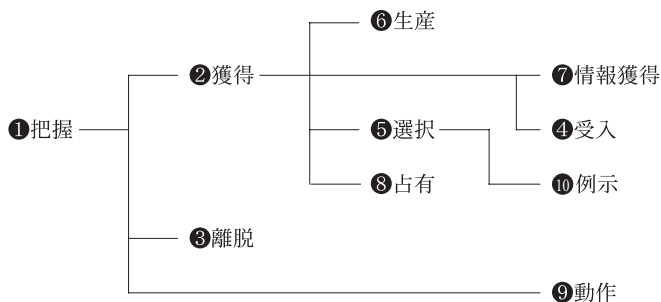 ❻生産
❷獲得 ❼情報獲得
❶把握 ❺選択 ❹受入
❽占有 ❿例示
❸離脱
❾動作